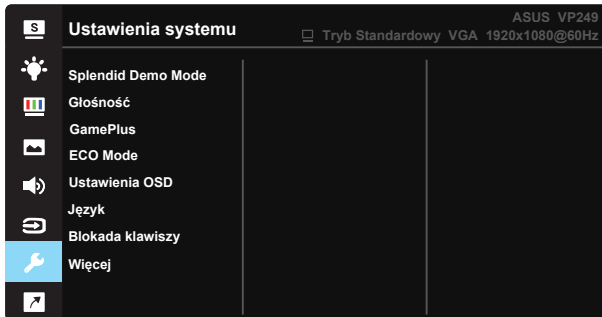 S
Ustawienia systemu
ASUS VP249
Tryb Standardowy VGA 1920x1080@60Hz
Splendid Demo Mode
Głośność
GamePlus
ECO Mode
Ustawienia OSD
Język
Blokada klawiszy
Więcej